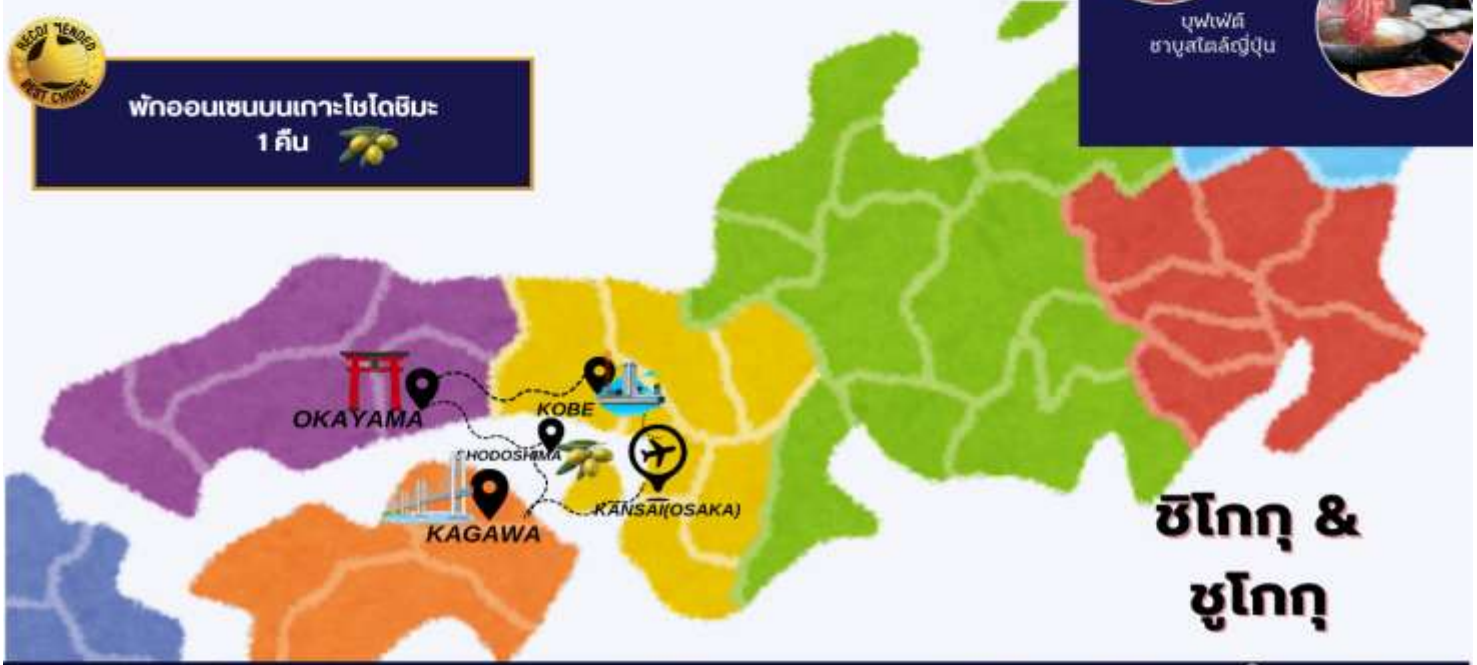 RECOMMENDED
BEST CHOICE
พักออนเซนบนเกาะโชโดชิมะ
1 คืน
บุฟเฟ่ต์
ชาบูสไตล์ญี่ปุ่น
OKAYAMA
KOBE
HODOSHIMA
KANSAI(OSAKA)
KAGAWA
ชิโกกุ &
ชูโกกุ